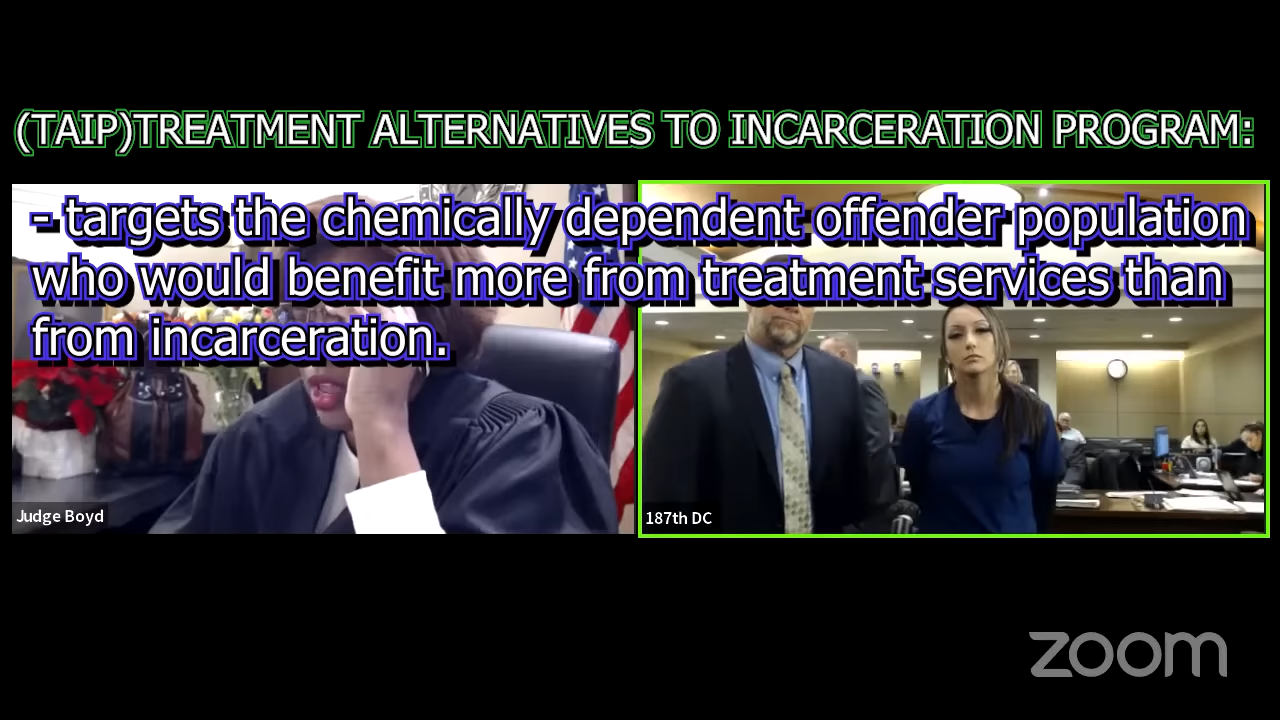 (TAIP)TREATMENT ALTERNATIVES TO INCARCERATION PROGRAM:
- targets the chemically dependent offender population
who would benefit more from treatment services than
from incarceration.
Judge Boyd
187th DC
zoom